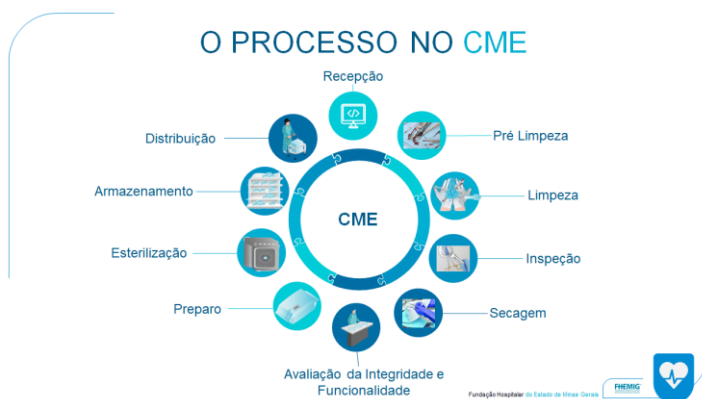 O PROCESSO NO CME
Recepção
Pré Limpeza
Limpeza
Inspeção
Secagem
Avaliação da Integridade e
Funcionalidade
Preparo
Esterilização
Armazenamento
Distribuição
CME
Fundação Hospitalar do Estado de Minas Gerais
FHEMIG